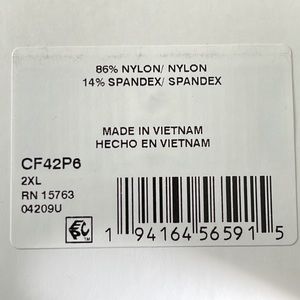 86% NYLON/ NYLON
14% SPANDEX/ SPANDEX
MADE IN VIETNAM
HECHO EN VIETNAM
CF42P6
2XL
RN 15763
04209U
TM
1 94164 56591 5